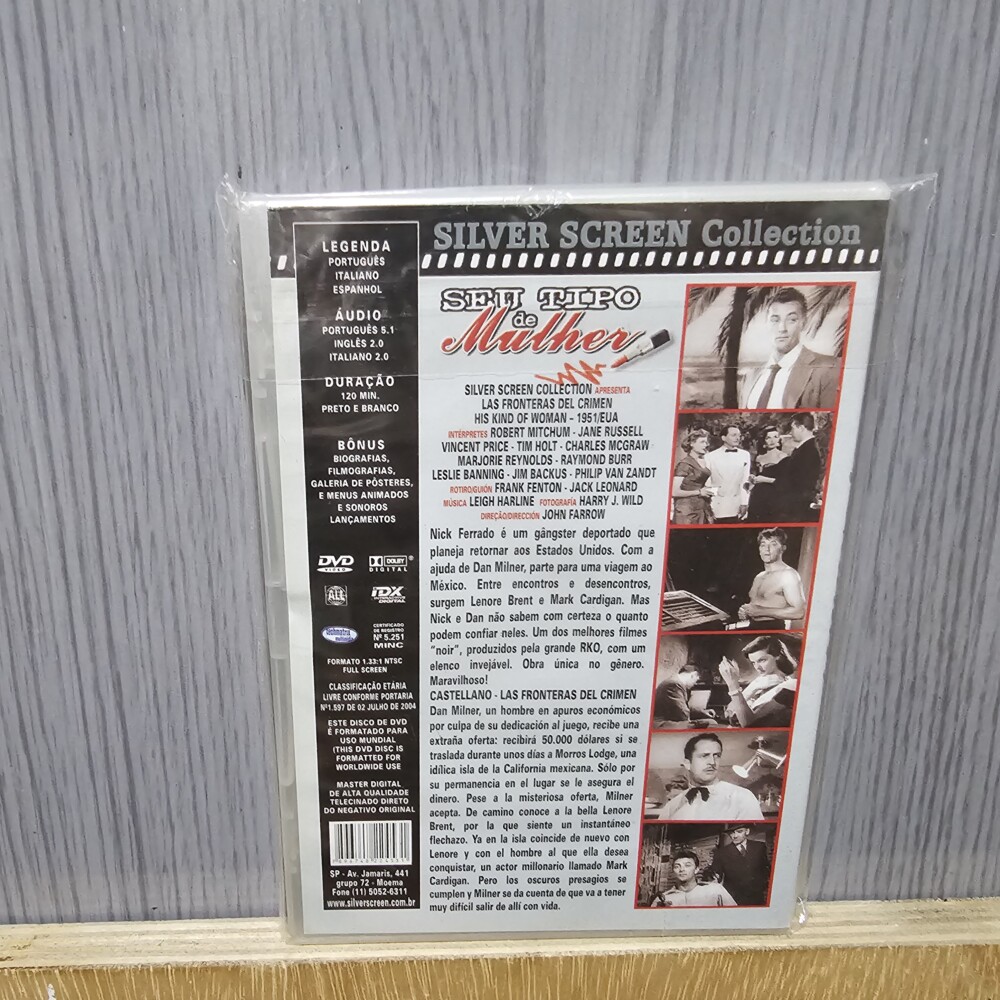 SILVER SCREEN Collection
LEGENDA
PORTUGUÊS
ITALIANO
ESPANHOL
ÁUDIO
PORTUGUÊS 5.1
INGLÊS 2.0
ITALIANO 2.0
DURAÇÃO
120 MIN.
PRETO E BRANCO
BÔNUS
BIOGRAFIAS,
FILMOGRAFIAS,
GALERIA DE PÔSTERES,
E MENUS ANIMADOS
E SONOROS
LANÇAMENTOS
DVD
VIDEO
DOLBY
DIGITAL
ALL
IDX
DIGITAL
CERTIFICADO
DE REGISTRO
Nº 5.251
MINC
FORMATO 1.33:1 NTSC
FULL SCREEN
CLASSIFICAÇÃO ETÁRIA
LIVRE CONFORME PORTARIA
Nº1.597 DE 02 JULHO DE 2004
ESTE DISCO DE DVD
É FORMATADO PARA
USO MUNDIAL
(THIS DVD DISC IS
FORMATTED FOR
WORLDWIDE USE
MASTER DIGITAL
DE ALTA QUALIDADE
TELECINADO DIRETO
DO NEGATIVO ORIGINAL
SP - Av. Jamaris, 441
grupo 72 - Moema
Fone (11) 5052-6311
www.silverscreen.com.br
SEU TIPO
de
Mulher
SILVER SCREEN COLLECTION APRESENTA
LAS FRONTERAS DEL CRIMEN
HIS KIND OF WOMAN – 1951/EUA
INTÉRPRETES ROBERT MITCHUM - JANE RUSSELL
VINCENT PRICE - TIM HOLT - CHARLES MCGRAW
MARJORIE REYNOLDS - RAYMOND BURR
LESLIE BANNING - JIM BACKUS - PHILIP VAN ZANDT
ROTIRO/GUIÓN FRANK FENTON - JACK LEONARD
MÚSICA LEIGH HARLINE FOTOGRAFÍA HARRY J. WILD
DIREÇÃO/DIRECCIÓN JOHN FARROW
Nick Ferrado é um gângster deportado que
planeja retornar aos Estados Unidos. Com a
ajuda de Dan Milner, parte para uma viagem ao
México. Entre encontros e desencontros,
surgem Lenore Brent e Mark Cardigan. Mas
Nick e Dan não sabem com certeza o quanto
podem confiar neles. Um dos melhores filmes
"noir", produzidos pela grande RKO, com um
elenco invejável. Obra única no gênero.
Maravilhoso!
CASTELLANO - LAS FRONTERAS DEL CRIMEN
Dan Milner, un hombre en apuros económicos
por culpa de su dedicación al juego, recibe una
extraña oferta: recibirá 50.000 dólares si se
traslada durante unos días a Morros Lodge, una
idílica isla de la California mexicana. Sólo por
su permanencia en el lugar se le asegura el
dinero. Pese a la misteriosa oferta, Milner
acepta. De camino conoce a la bella Lenore
Brent, por la que siente un instantáneo
flechazo. Ya en la isla coincide de nuevo con
Lenore y con el hombre al que ella desea
conquistar, un actor millonario llamado Mark
Cardigan. Pero los oscuros presagios se
cumplen y Milner se da cuenta de que va a tener
muy difícil salir de allí con vida.